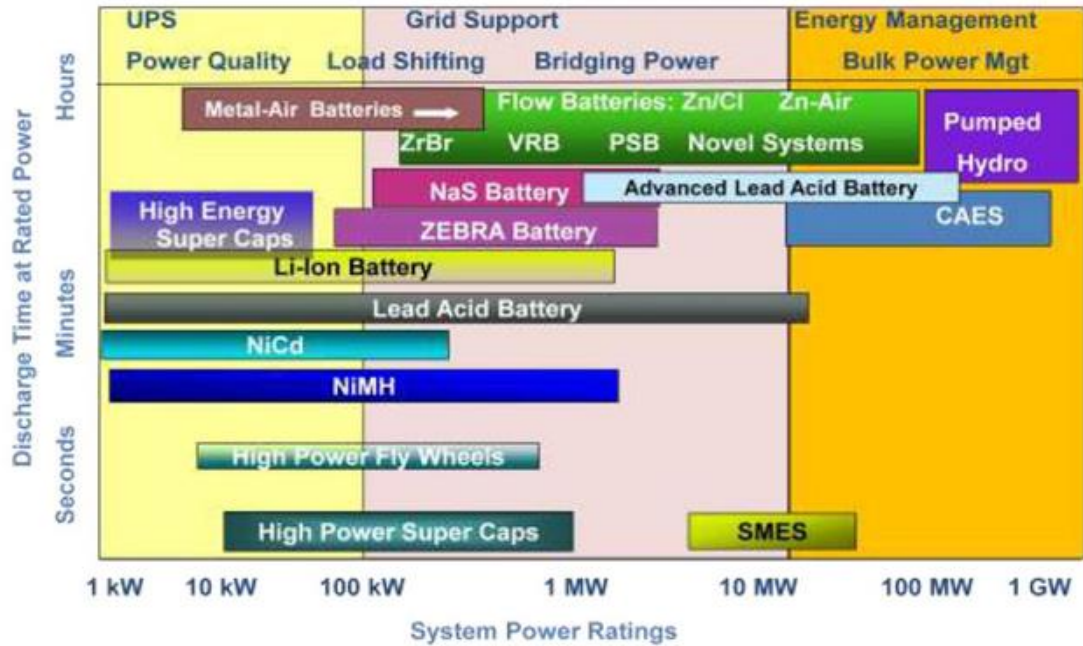 UPS Grid Support Energy Management
Power Quality Load Shifting Bridging Power Bulk Power Mgt
Discharge Time at Rated Power
Hours
Minutes
Seconds
Metal-Air Batteries
Flow Batteries: Zn/Cl Zn-Air
ZrBr VRB PSB Novel Systems
Pumped
Hydro
NaS Battery
Advanced Lead Acid Battery
High Energy
Super Caps
ZEBRA Battery
CAES
Li-Ion Battery
Lead Acid Battery
NiCd
NiMH
High Power Fly Wheels
High Power Super Caps
SMES
1 kW 10 kW 100 kW 1 MW 10 MW 100 MW 1 GW
System Power Ratings